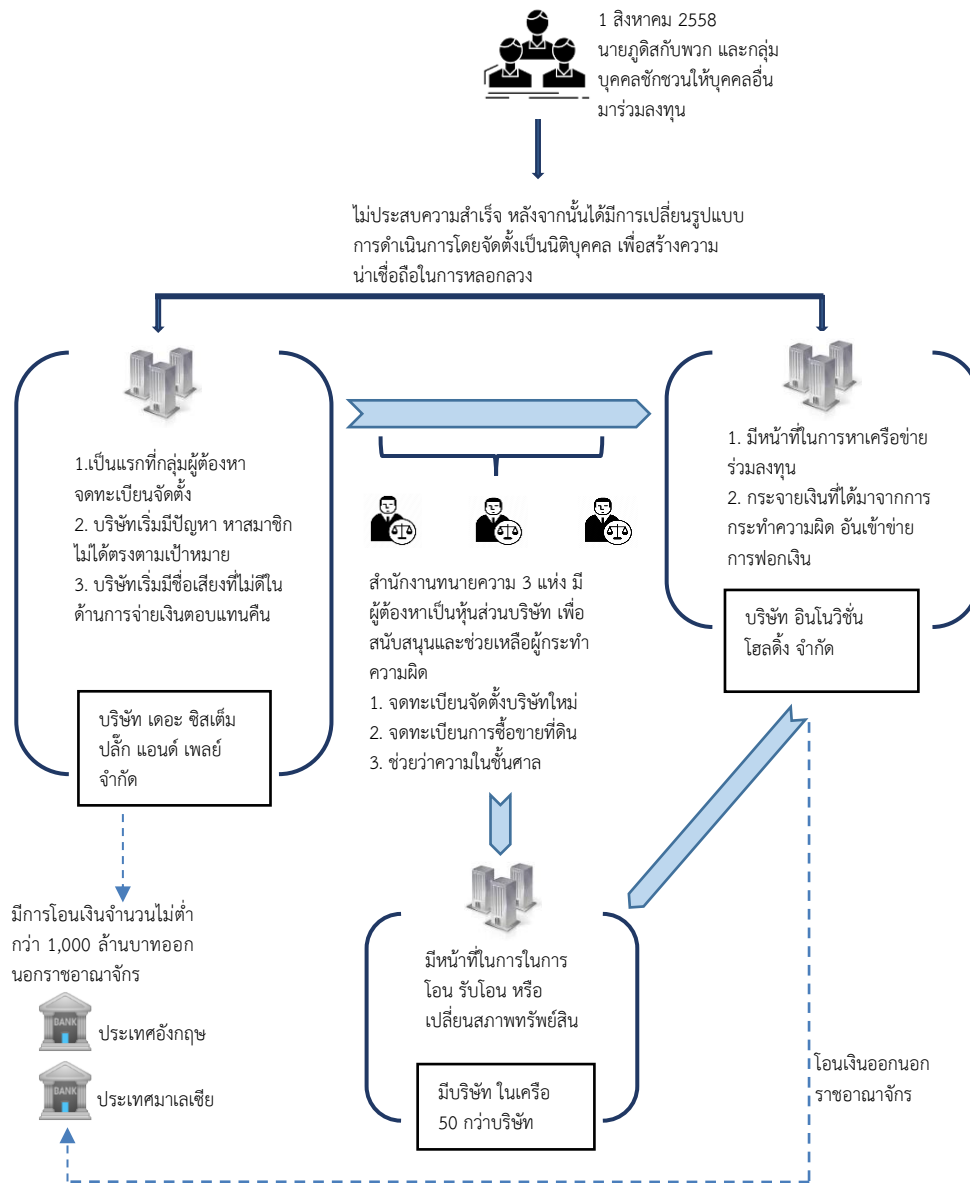 1 สิงหาคม 2558
นายภูดิสกับพวก และกลุ่ม
บุคคลชักชวนให้บุคคลอื่น
มาร่วมลงทุน
ไม่ประสบความสำเร็จ หลังจากนั้นได้มีการเปลี่ยนรูปแบบ
การดำเนินการโดยจัดตั้งเป็นนิติบุคคล เพื่อสร้างความ
น่าเชื่อถือในการหลอกลวง
1.เป็นแรกที่กลุ่มผู้ต้องหา
จดทะเบียนจัดตั้ง
2. บริษัทเริ่มมีปัญหา หาสมาชิก
ไม่ได้ตรงตามเป้าหมาย
3. บริษัทเริ่มมีชื่อเสียงที่ไม่ดีใน
ด้านการจ่ายเงินตอบแทนคืน
บริษัท เดอะ ซิสเต็ม
ปลั๊ก แอนด์ เพลย์
จำกัด
สำนักงานทนายความ 3 แห่ง มี
ผู้ต้องหาเป็นหุ้นส่วนบริษัท เพื่อ
สนับสนุนและช่วยเหลือผู้กระทำ
ความผิด
1. จดทะเบียนจัดตั้งบริษัทใหม่
2. จดทะเบียนการซื้อขายที่ดิน
3. ช่วยว่าความในชั้นศาล
1. มีหน้าที่ในการหาเครือข่าย
ร่วมลงทุน
2. กระจายเงินที่ได้มาจากการ
กระทำความผิด อันเข้าข่าย
การฟอกเงิน
บริษัท อินโนวิชั่น
โฮลดิ้ง จำกัด
มีการโอนเงินจำนวนไม่ต่ำ
กว่า 1,000 ล้านบาทออก
นอกราชอาณาจักร
BANK
ประเทศอังกฤษ
BANK
ประเทศมาเลเซีย
มีหน้าที่ในการในการ
โอน รับโอน หรือ
เปลี่ยนสภาพทรัพย์สิน
มีบริษัท ในเครือ
50 กว่าบริษัท
โอนเงินออกนอก
ราชอาณาจักร